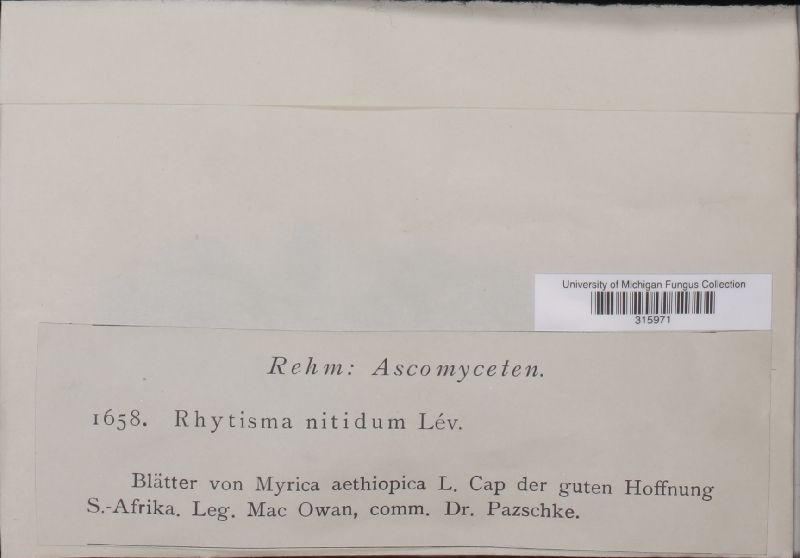 University of Michigan Fungus Collection
315971
Rehm: Ascomyceten.
1658. Rhytisma nitidum Lév.
Blätter von Myrica aethiopica L. Cap der guten Hoffnung
S.-Afrika. Leg. Mac Owan, comm. Dr. Pazschke.